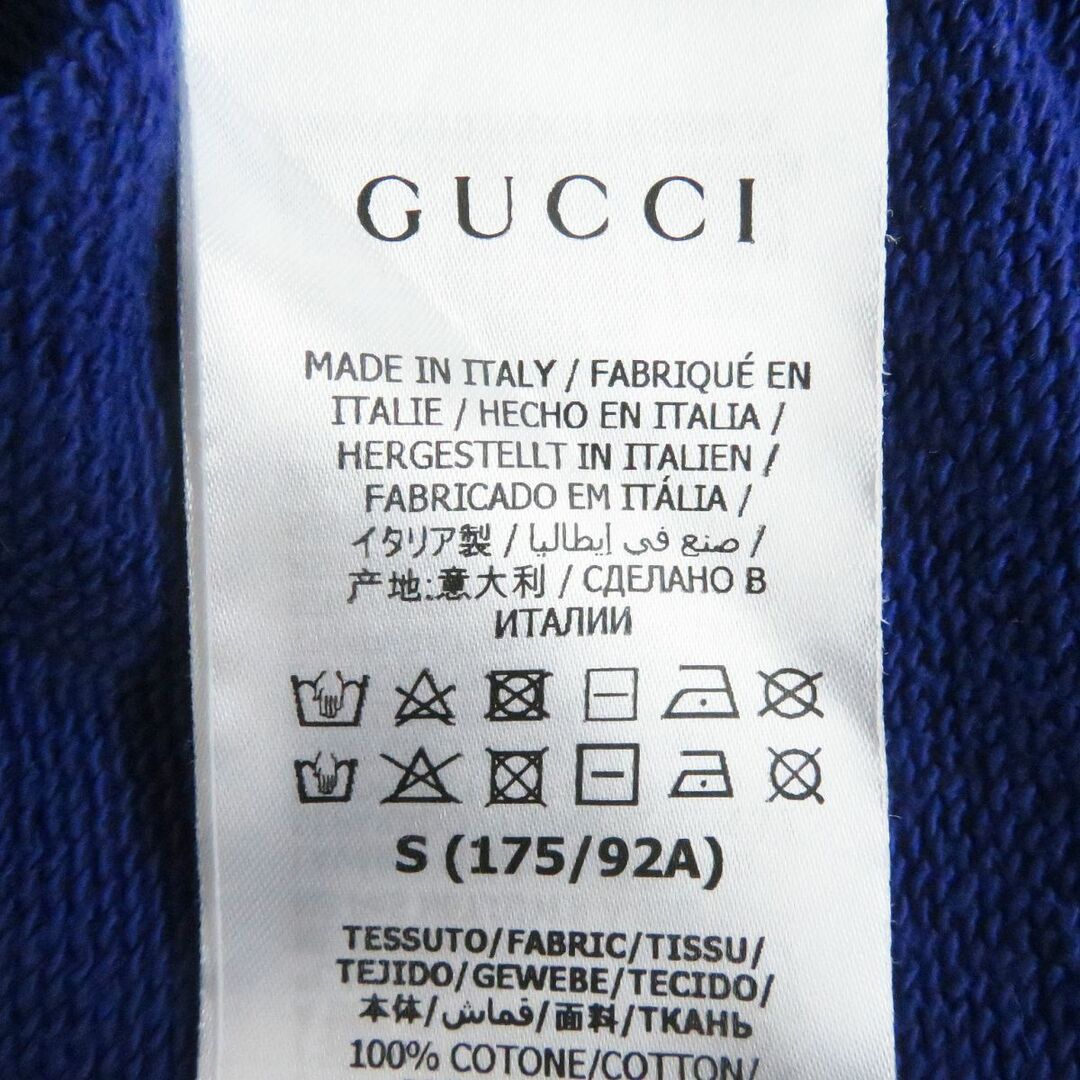 GUCCI
MADE IN ITALY / FABRIQUÉ EN
ITALIE / HECHO EN ITALIA /
HERGESTELLT IN ITALIEN /
FABRICADO EM ITÁLIA /
イタリア製 / صنع في إيطاليا /
产地:意大利 / СДЕЛАНО В
ИТАЛИИ
S (175/92A)
TESSUTO/FABRIC/TISSU/
TEJIDO/GEWEBE/TECIDO/
本体/قماش/面料/ТКАНЬ
100% COTONE/COTTON/